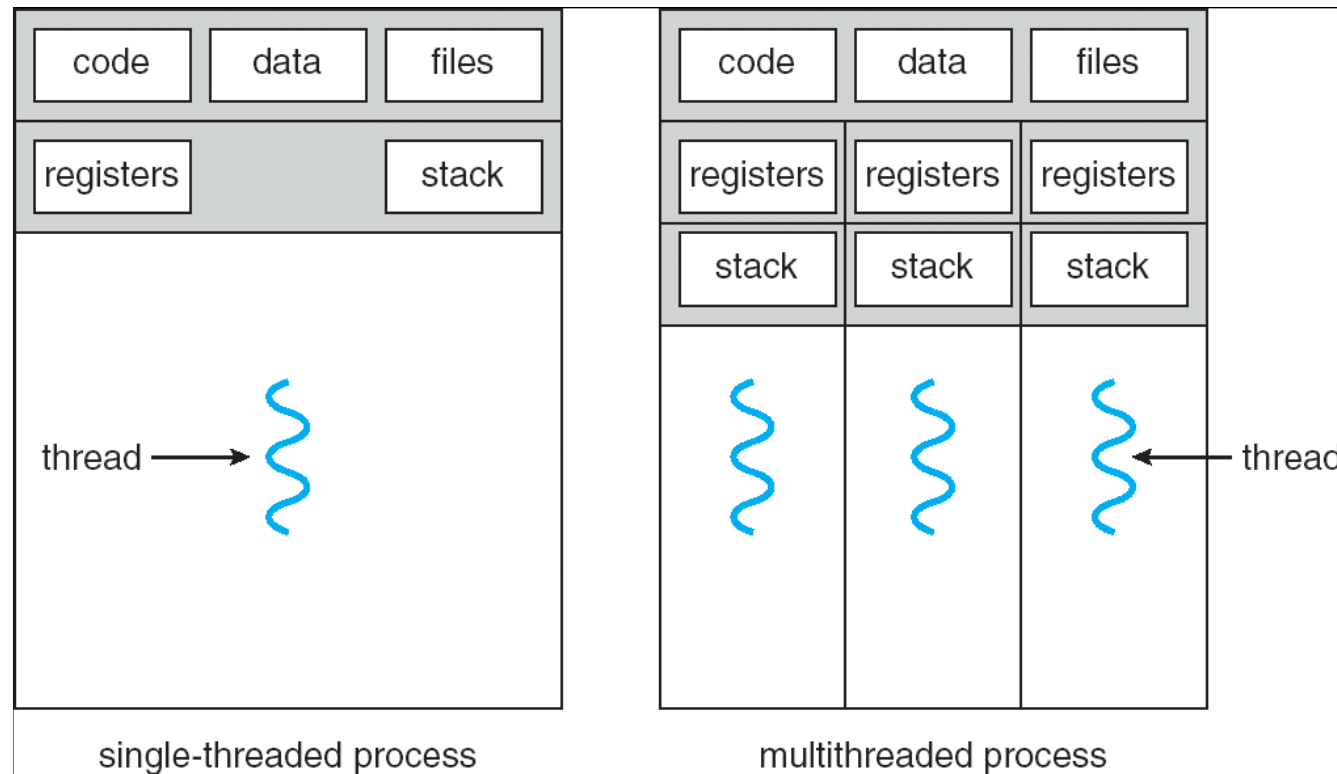 code data files code data files
registers stack registers registers registers
stack stack stack
thread thread
single-threaded process multithreaded process